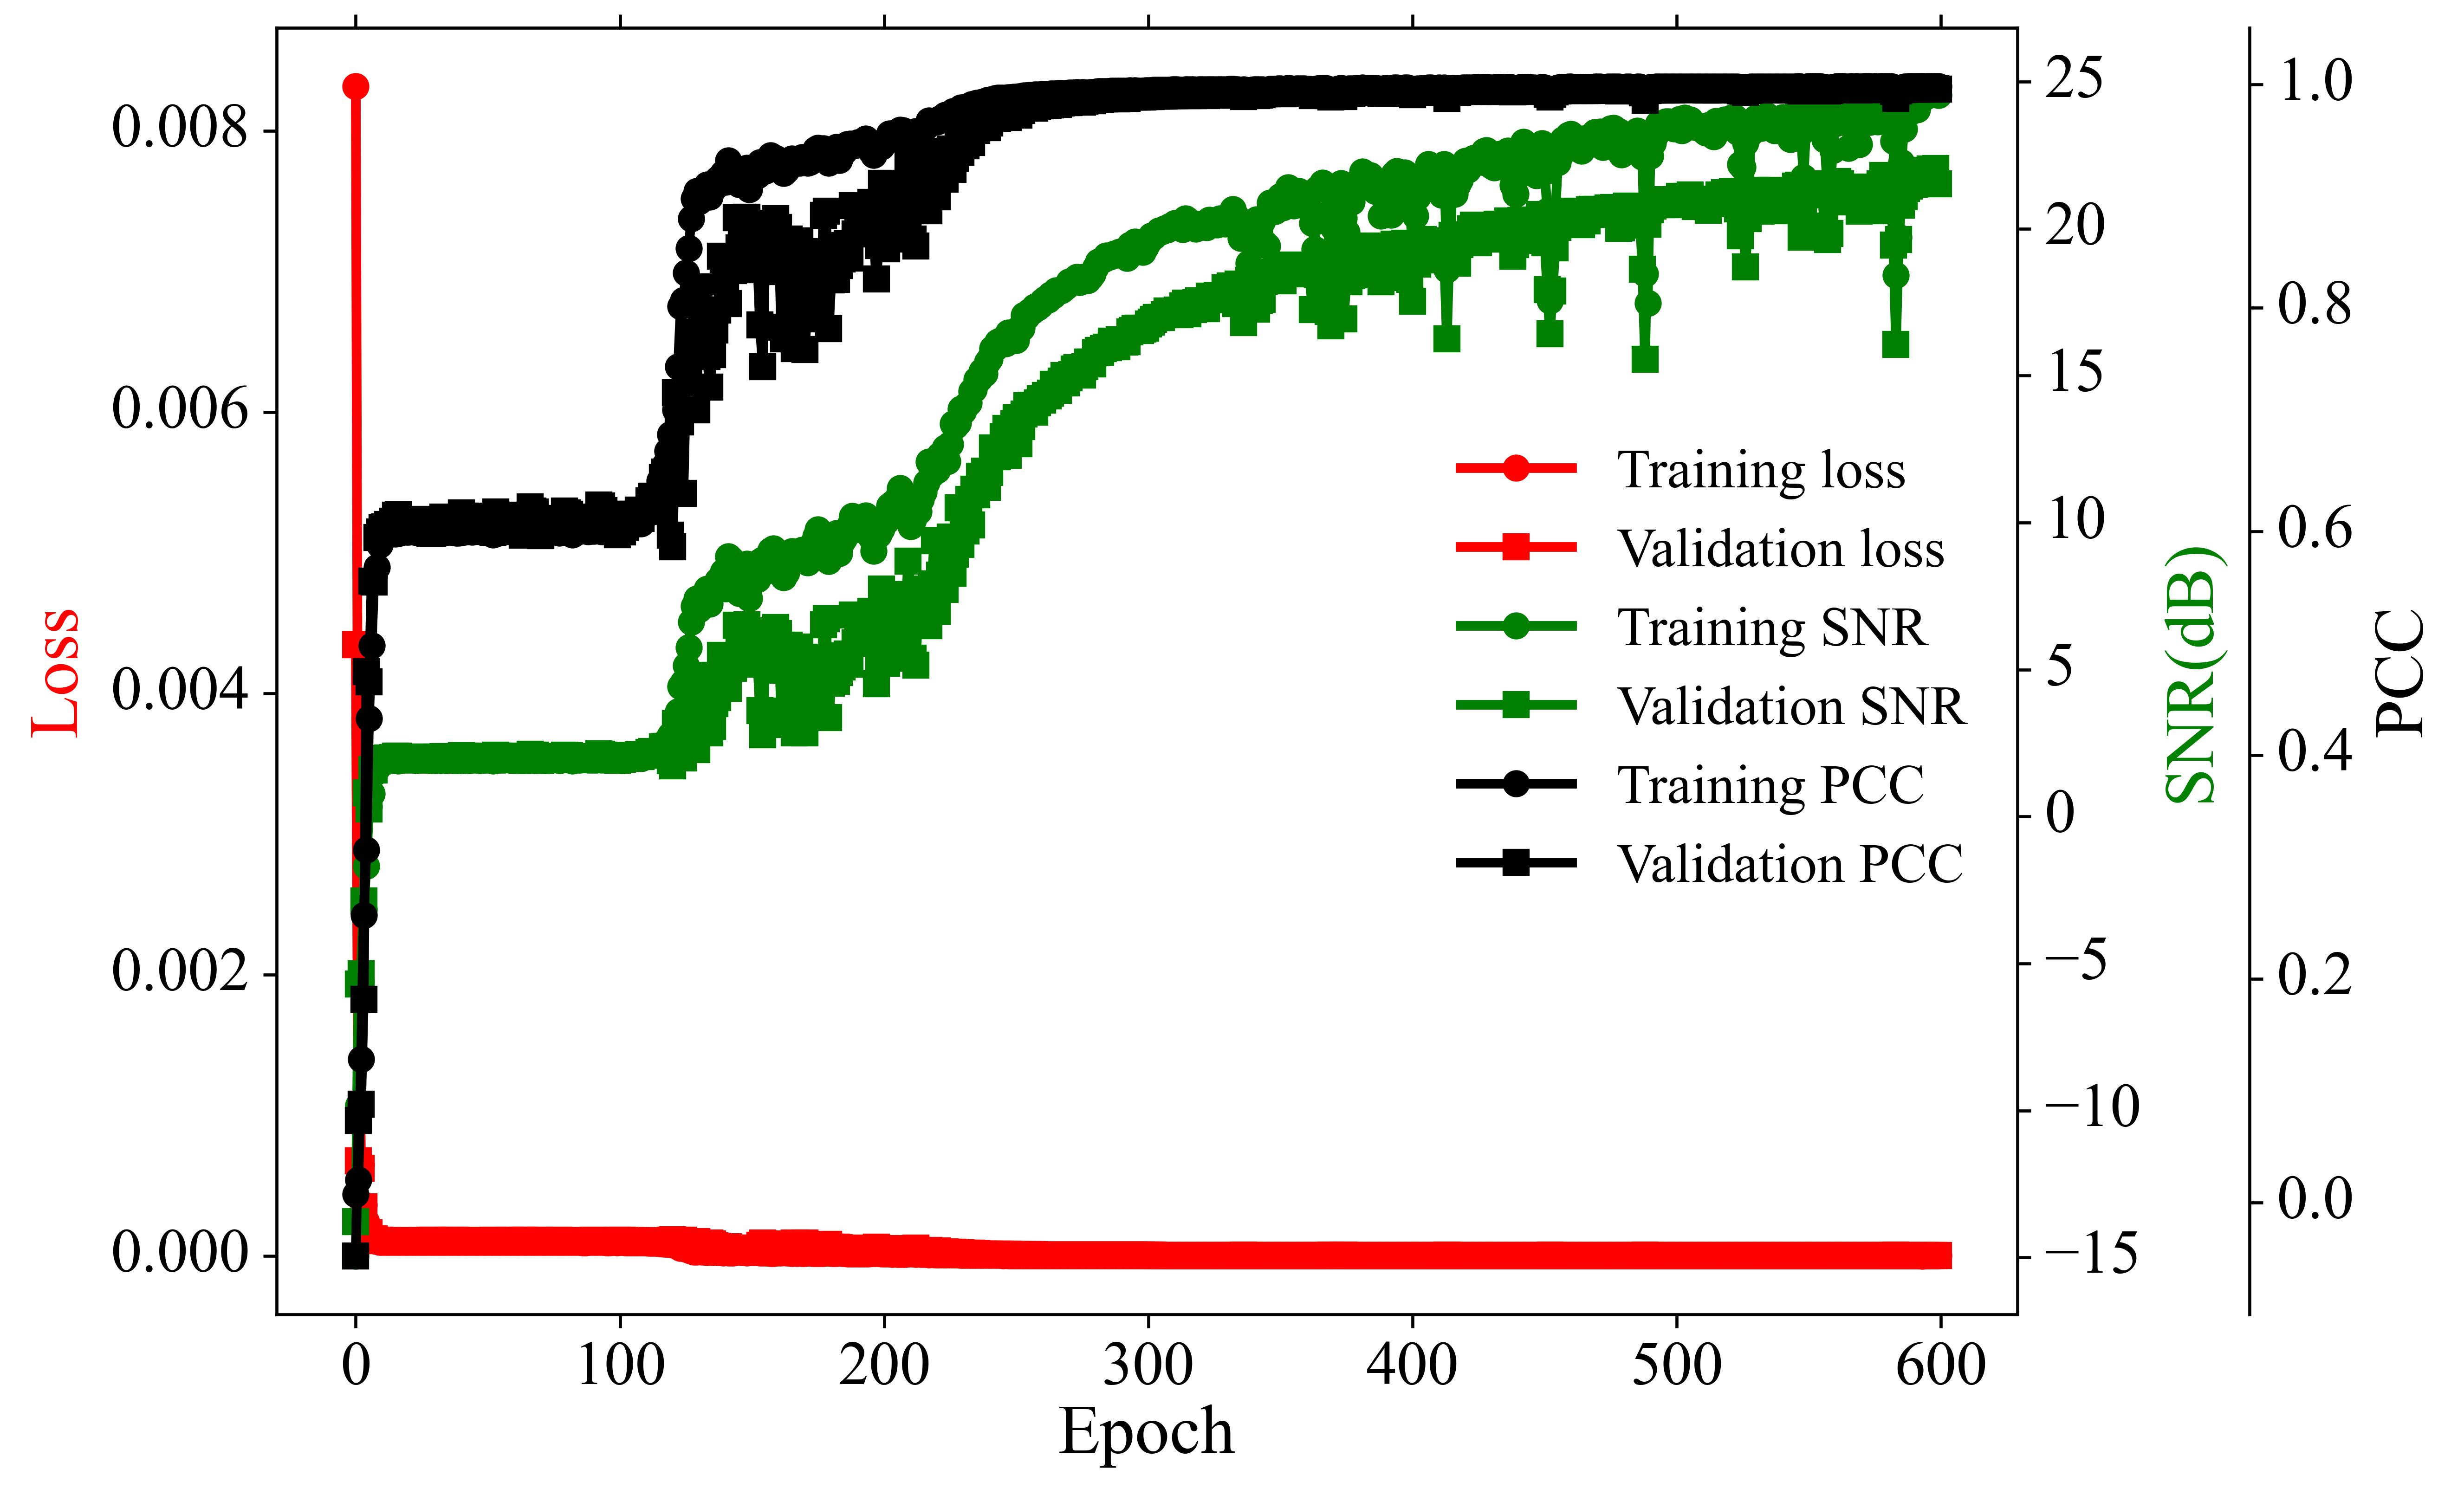 0.008
0.006
0.004
0.002
0.000
Loss
0 100 200 300 400 500 600
Epoch
Training loss
Validation loss
Training SNR
Validation SNR
Training PCC
Validation PCC
25
20
15
10
5
0
−5
−10
−15
SNR(dB)
1.0
0.8
0.6
0.4
0.2
0.0
PCC